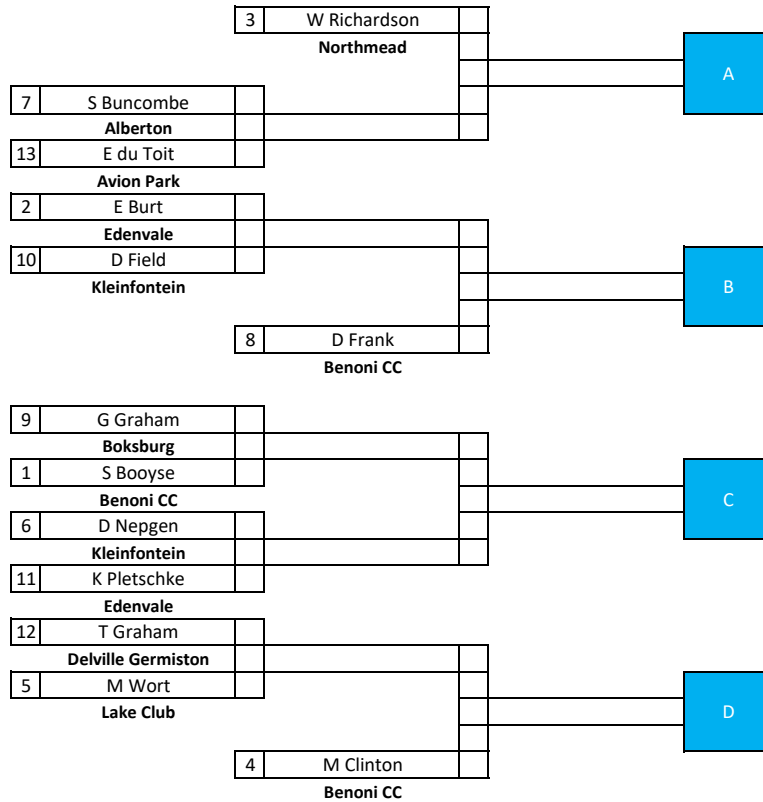 3 W Richardson
Northmead
A
7 S Buncombe
Alberton
13 E du Toit
Avion Park
2 E Burt
Edenvale
10 D Field
Kleinfontein
B
8 D Frank
Benoni CC
9 G Graham
Boksburg
1 S Booyse
Benoni CC
C
6 D Nepgen
Kleinfontein
11 K Pletschke
Edenvale
12 T Graham
Delville Germiston
5 M Wort
Lake Club
D
4 M Clinton
Benoni CC